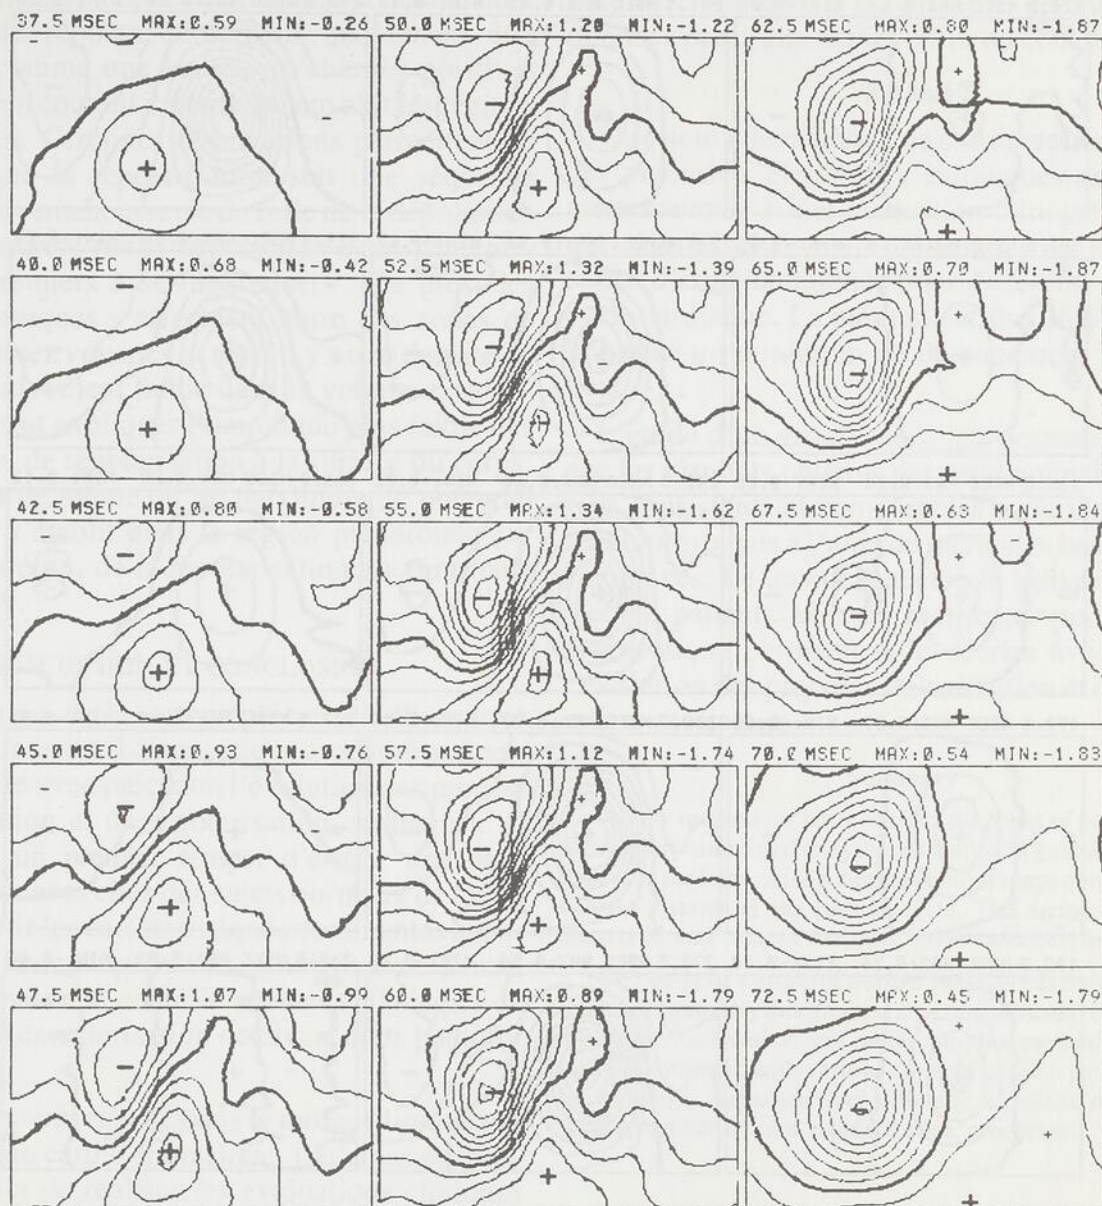 37.5 MSEC MAX:0.59 MIN:-0.26
50.0 MSEC MAX:1.20 MIN:-1.22
62.5 MSEC MAX:0.80 MIN:-1.87
40.0 MSEC MAX:0.68 MIN:-0.42
52.5 MSEC MAX:1.32 MIN:-1.39
65.0 MSEC MAX:0.70 MIN:-1.87
42.5 MSEC MAX:0.80 MIN:-0.58
55.0 MSEC MAX:1.34 MIN:-1.62
67.5 MSEC MAX:0.63 MIN:-1.84
45.0 MSEC MAX:0.93 MIN:-0.76
57.5 MSEC MAX:1.12 MIN:-1.74
70.0 MSEC MAX:0.54 MIN:-1.83
47.5 MSEC MAX:1.07 MIN:-0.99
60.0 MSEC MAX:0.89 MIN:-1.79
72.5 MSEC MAX:0.45 MIN:-1.79